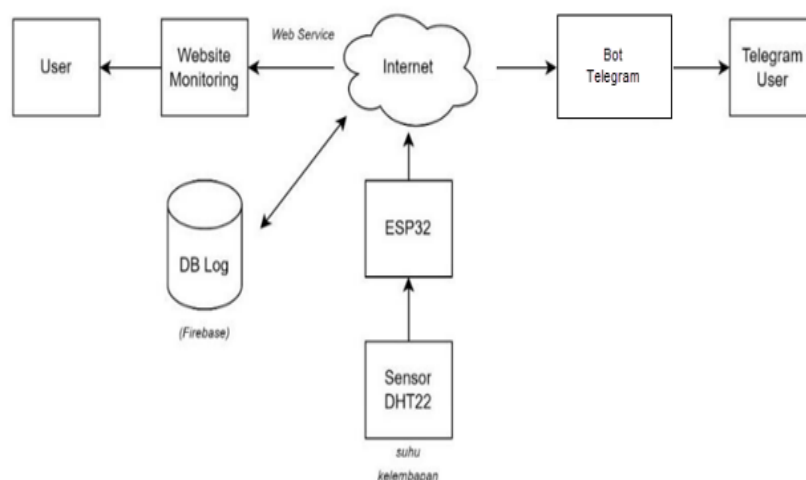 User
Website
Monitoring
Web Service
Internet
Bot
Telegram
Telegram
User
DB Log
(Firebase)
ESP32
Sensor
DHT22
suhu
kelembapan